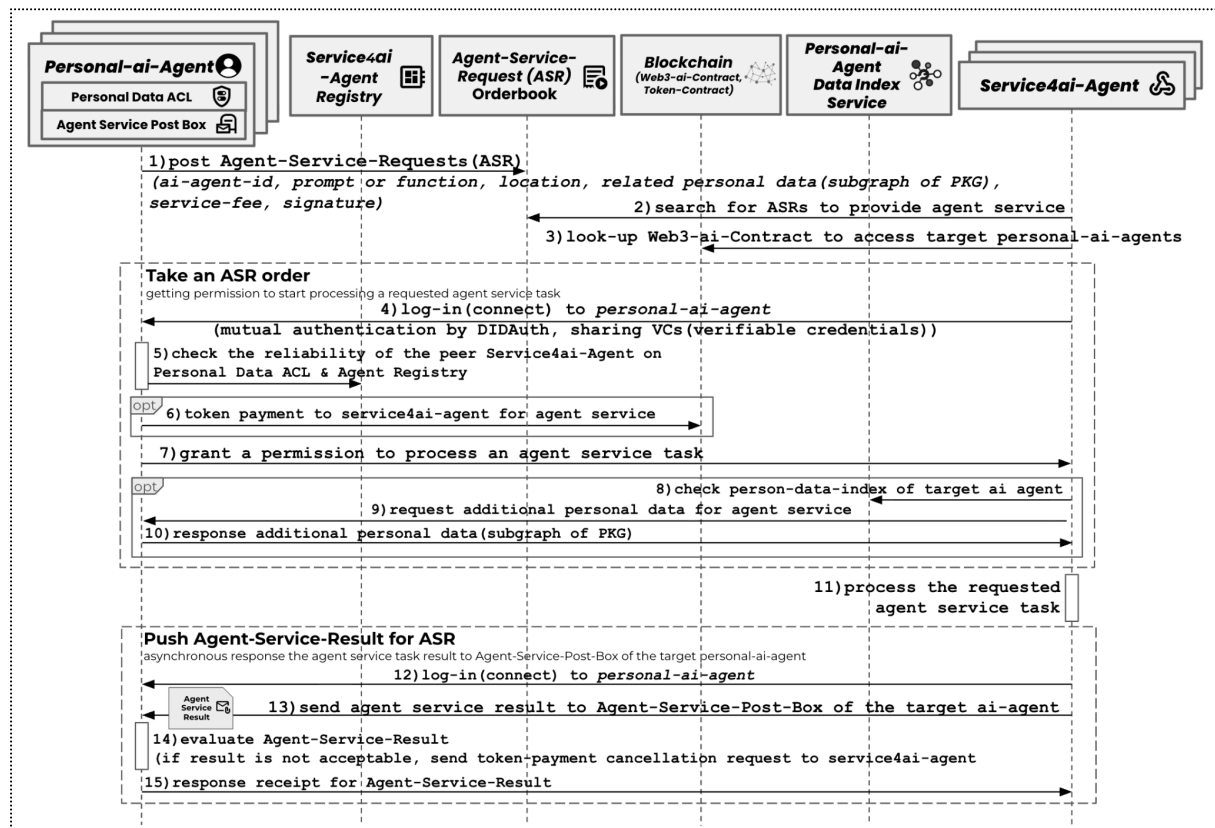 Personal-ai-Agent
Personal Data ACL
Agent Service Post Box
Service4ai
-Agent
Registry
Agent-Service-
Request (ASR)
Orderbook
Blockchain
(Web3-ai-Contract,
Token-Contract)
Personal-ai-
Agent
Data Index
Service
Service4ai-Agent
1)post Agent-Service-Requests(ASR)
(ai-agent-id, prompt or function, location, related personal data(subgraph of PKG),
service-fee, signature)
2)search for ASRs to provide agent service
3)look-up Web3-ai-Contract to access target personal-ai-agents
Take an ASR order
getting permission to start processing a requested agent service task
4)log-in(connect) to personal-ai-agent
(mutual authentication by DIDAuth, sharing VCs(verifiable credentials))
5)check the reliability of the peer Service4ai-Agent on
Personal Data ACL & Agent Registry
opt
6)token payment to service4ai-agent for agent service
7)grant a permission to process an agent service task
opt
8)check person-data-index of target ai agent
9)request additional personal data for agent service
10)response additional personal data(subgraph of PKG)
11)process the requested
agent service task
Push Agent-Service-Result for ASR
asynchronous response the agent service task result to Agent-Service-Post-Box of the target personal-ai-agent
12)log-in(connect) to personal-ai-agent
Agent
Service
Result
13)send agent service result to Agent-Service-Post-Box of the target ai-agent
14)evaluate Agent-Service-Result
(if result is not acceptable, send token-payment cancellation request to service4ai-agent
15)response receipt for Agent-Service-Result